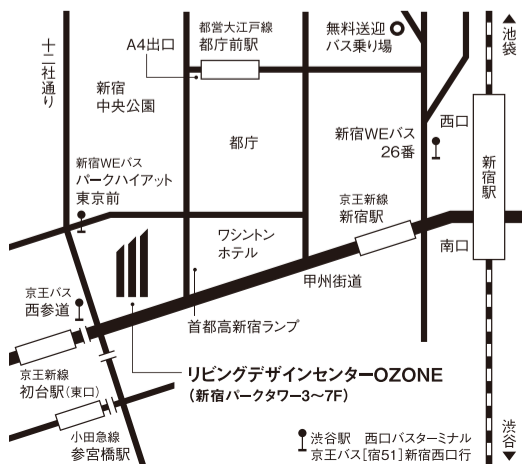 ▲池袋
十二社通り
A4出口
都営大江戸線
都庁前駅
無料送迎
バス乗り場
新宿
中央公園
都庁
新宿WEバス
26番
西口
新宿駅
南口
新宿WEバス
パークハイアット
東京前
京王新線
新宿駅
ワシントン
ホテル
甲州街道
首都高新宿ランプ
京王バス
西参道
京王新線
初台駅(東口)
小田急線
参宮橋駅
リビングデザインセンターOZONE
(新宿パークタワー3〜7F)
渋谷駅 西口バスターミナル
京王バス[宿51]新宿西口行
渋谷▼